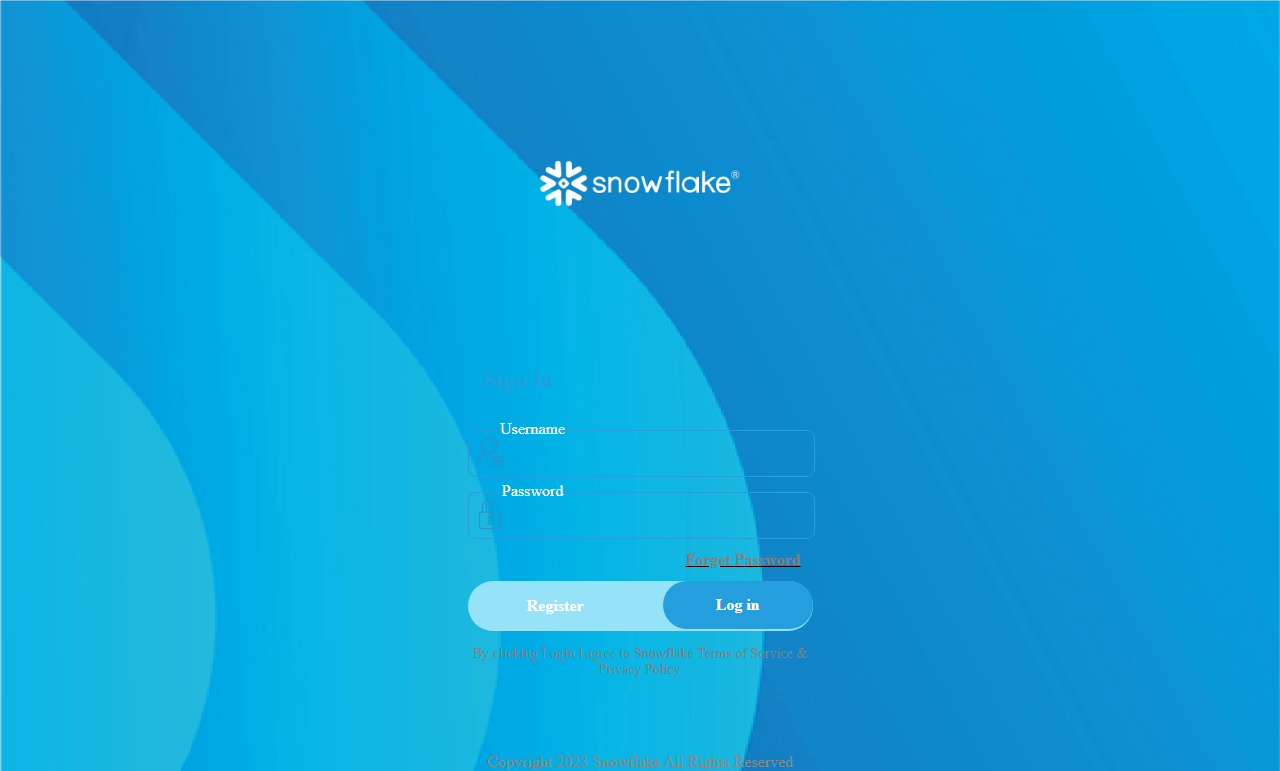 snowflake®
Sign in
Username
Password
Forget Password
Register
Log in
By clicking Login,I agree to Snowflake Terms of Service &
Privacy Policy
Copyright 2023 Snowflake All Rights Reserved